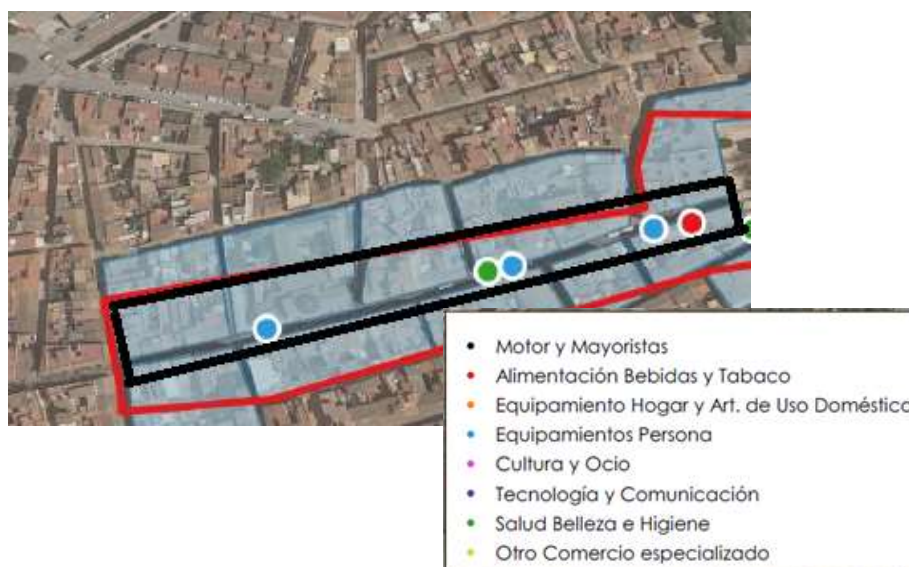 Motor y Mayoristas
Alimentación Bebidas y Tabaco
Equipamiento Hogar y Art. de Uso Doméstico
Equipamientos Persona
Cultura y Ocio
Tecnología y Comunicación
Salud Belleza e Higiene
Otro Comercio especializado